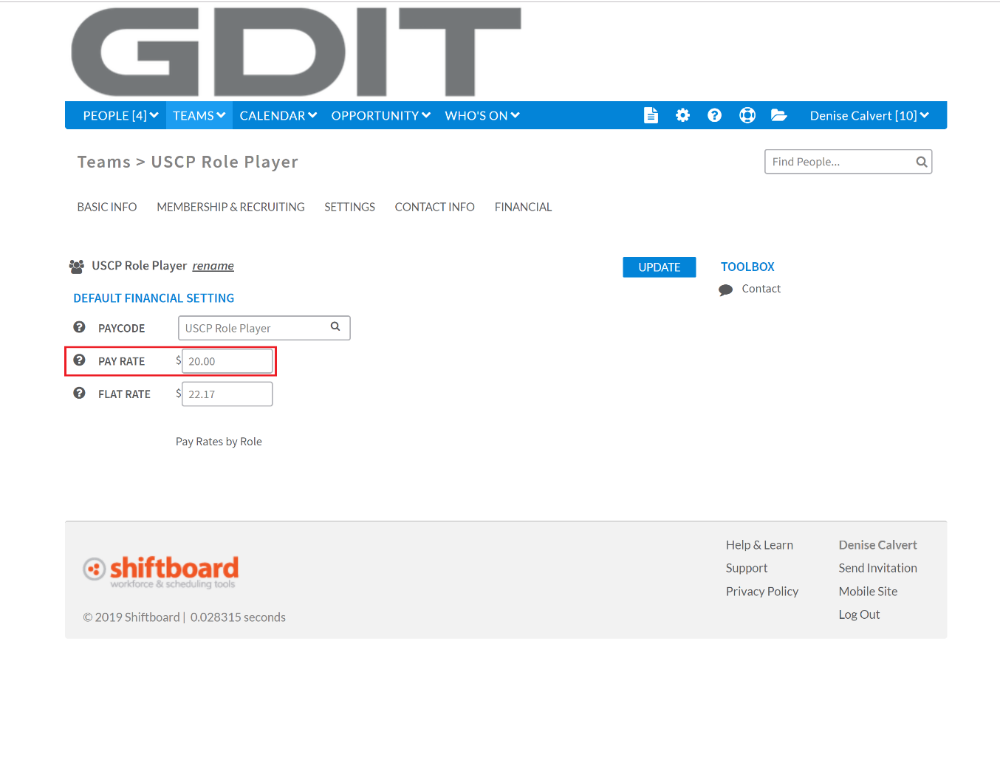 GDIT
PEOPLE [4] TEAMS CALENDAR OPPORTUNITY WHO'S ON Denise Calvert [10]
Teams > USCP Role Player
Find People...
BASIC INFO MEMBERSHIP & RECRUITING SETTINGS CONTACT INFO FINANCIAL
USCP Role Player rename
UPDATE
TOOLBOX
Contact
DEFAULT FINANCIAL SETTING
PAYCODE USCP Role Player
PAY RATE $ 20.00
FLAT RATE $ 22.17
Pay Rates by Role
shiftboard
workforce & scheduling tools
© 2019 Shiftboard | 0.028315 seconds
Help & Learn
Support
Privacy Policy
Denise Calvert
Send Invitation
Mobile Site
Log Out